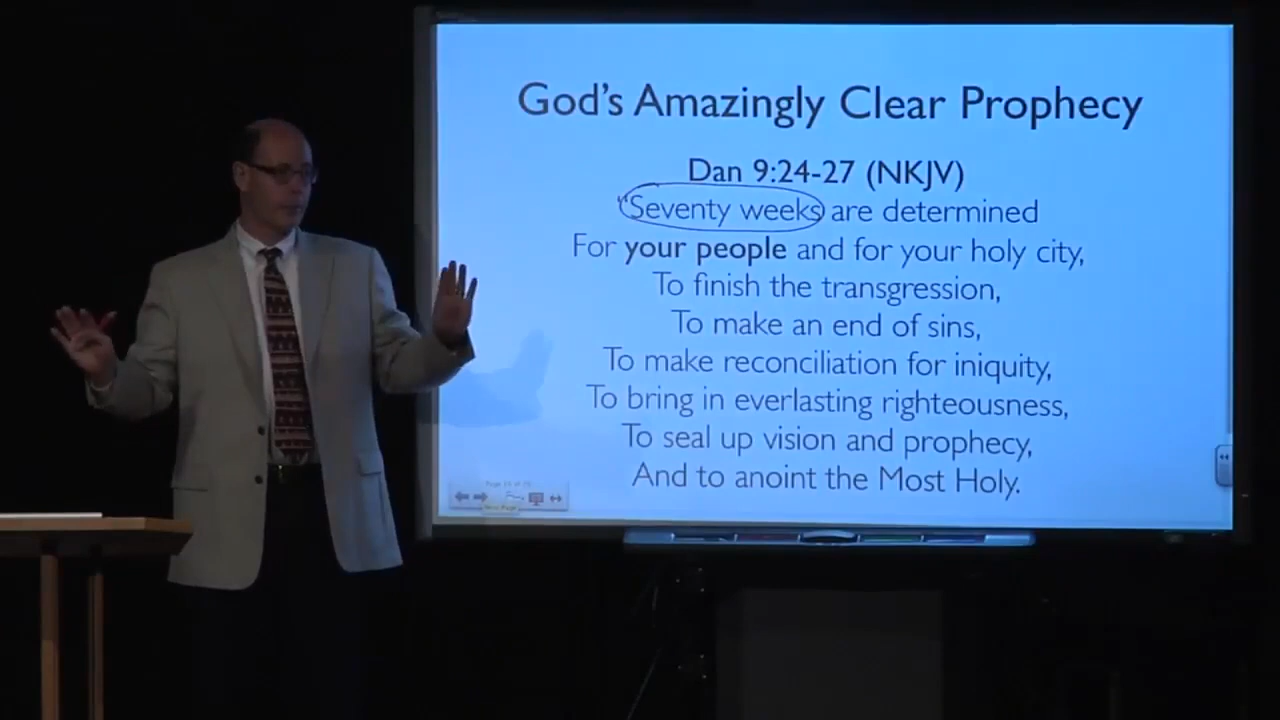 God's Amazingly Clear Prophecy
Dan 9:24-27 (NKJV)
"Seventy weeks are determined
For your people and for your holy city,
To finish the transgression,
To make an end of sins,
To make reconciliation for iniquity,
To bring in everlasting righteousness,
To seal up vision and prophecy,
And to anoint the Most Holy.
Next Page